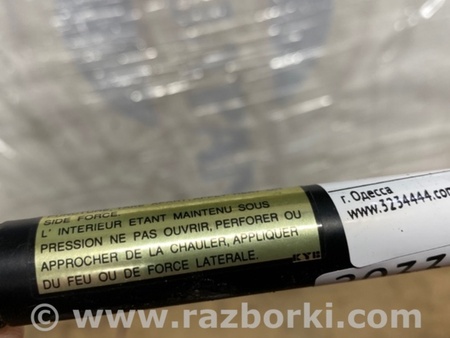 SIDE FORCE
L' INTERIEUR ETANT MAINTENU SOUS
PRESSION NE PAS OUVRIR, PERFORER OU
APPROCHER DE LA CHAULER, APPLIQUER
DU FEU OU DE FORCE LATERALE.
KYB
г. Одесса
www.3234444.com
© www.razborki.com